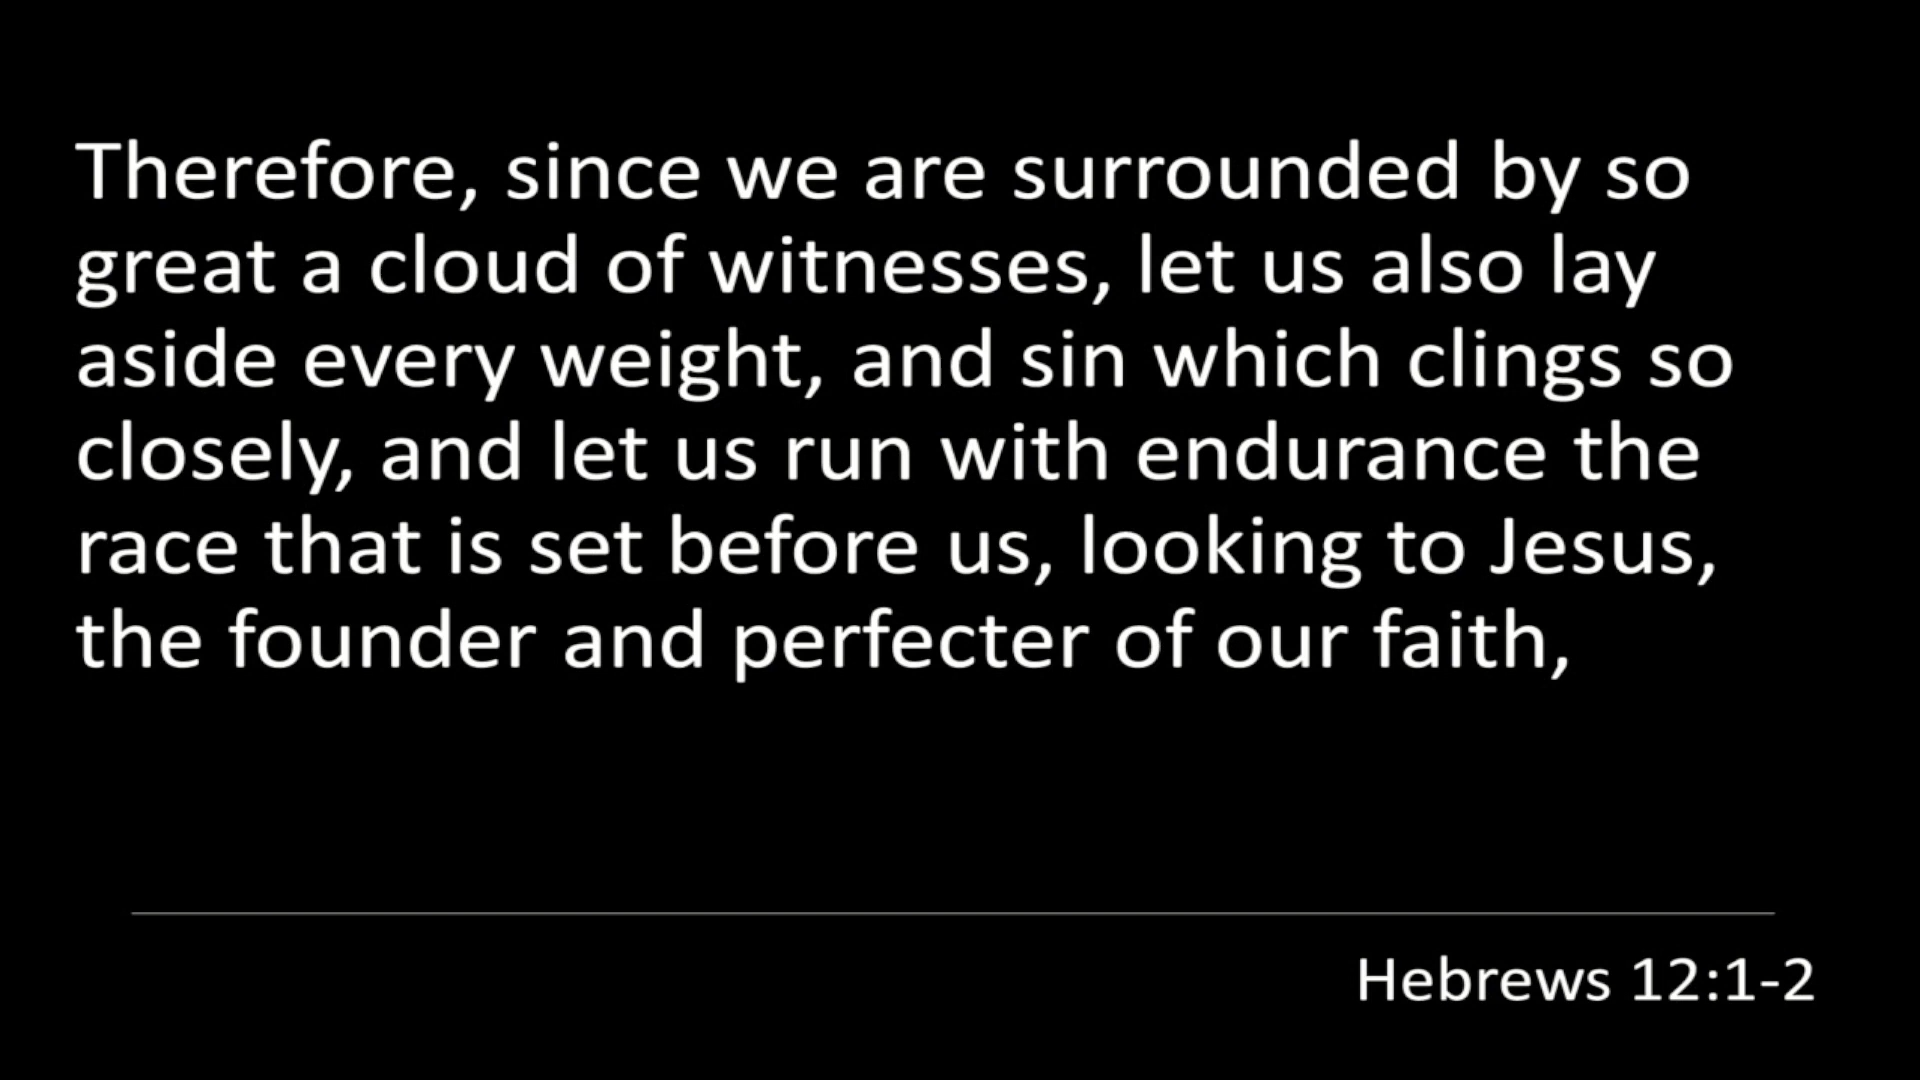 Therefore, since we are surrounded by so
great a cloud of witnesses, let us also lay
aside every weight, and sin which clings so
closely, and let us run with endurance the
race that is set before us, looking to Jesus,
the founder and perfecter of our faith,
Hebrews 12:1-2